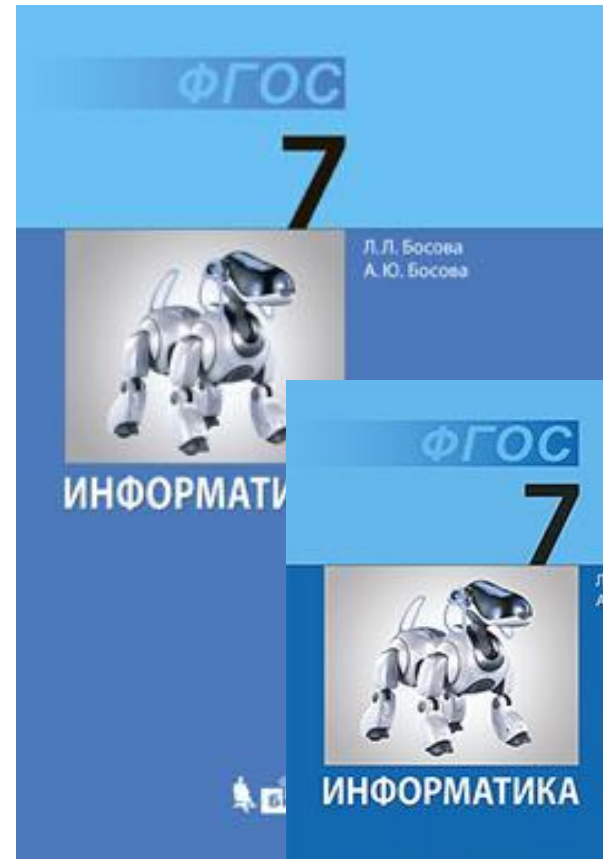 ФГОС
7
Л.Л. Босова
А.Ю. Босова
ИНФОРМАТИ
ФГОС
7
ИНФОРМАТИКА